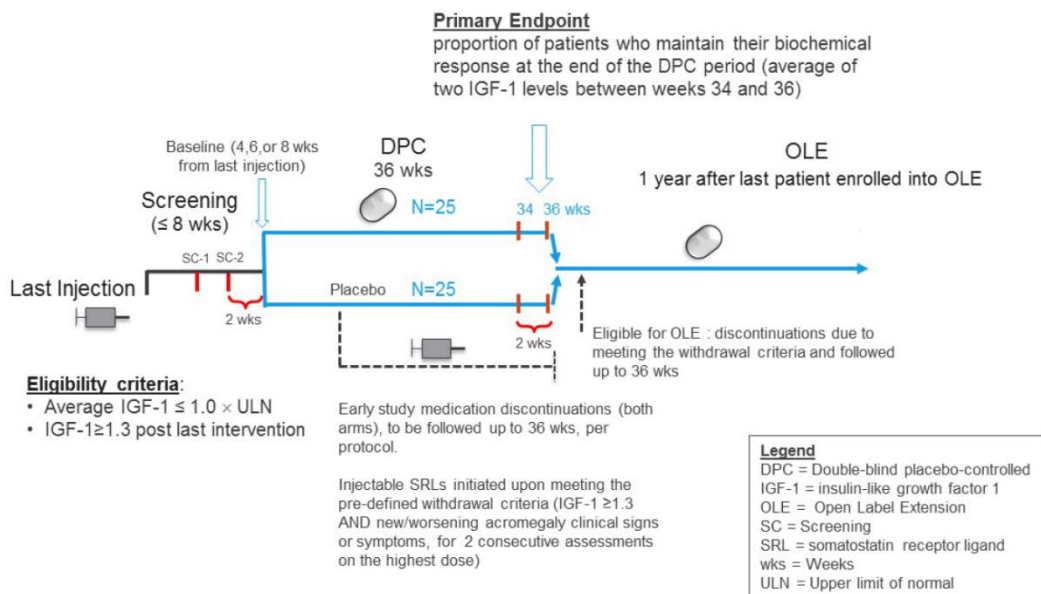 Primary Endpoint
proportion of patients who maintain their biochemical
response at the end of the DPC period (average of
two IGF-1 levels between weeks 34 and 36)
Baseline (4,6,or 8 wks
from last injection)
DPC
36 wks
OLE
1 year after last patient enrolled into OLE
Screening
(≤ 8 wks)
N=25
34 36 wks
SC-1
SC-2
Last Injection
2 wks
Placebo
N=25
2 wks
Eligible for OLE : discontinuations due to
meeting the withdrawal criteria and followed
up to 36 wks
Eligibility criteria:
• Average IGF-1 ≤ 1.0 × ULN
• IGF-1≥1.3 post last intervention
Early study medication discontinuations (both
arms), to be followed up to 36 wks, per
protocol.
Injectable SRLs initiated upon meeting the
pre-defined withdrawal criteria (IGF-1 ≥1.3
AND new/worsening acromegaly clinical signs
or symptoms, for 2 consecutive assessments
on the highest dose)
Legend
DPC = Double-blind placebo-controlled
IGF-1 = insulin-like growth factor 1
OLE = Open Label Extension
SC = Screening
SRL = somatostatin receptor ligand
wks = Weeks
ULN = Upper limit of normal